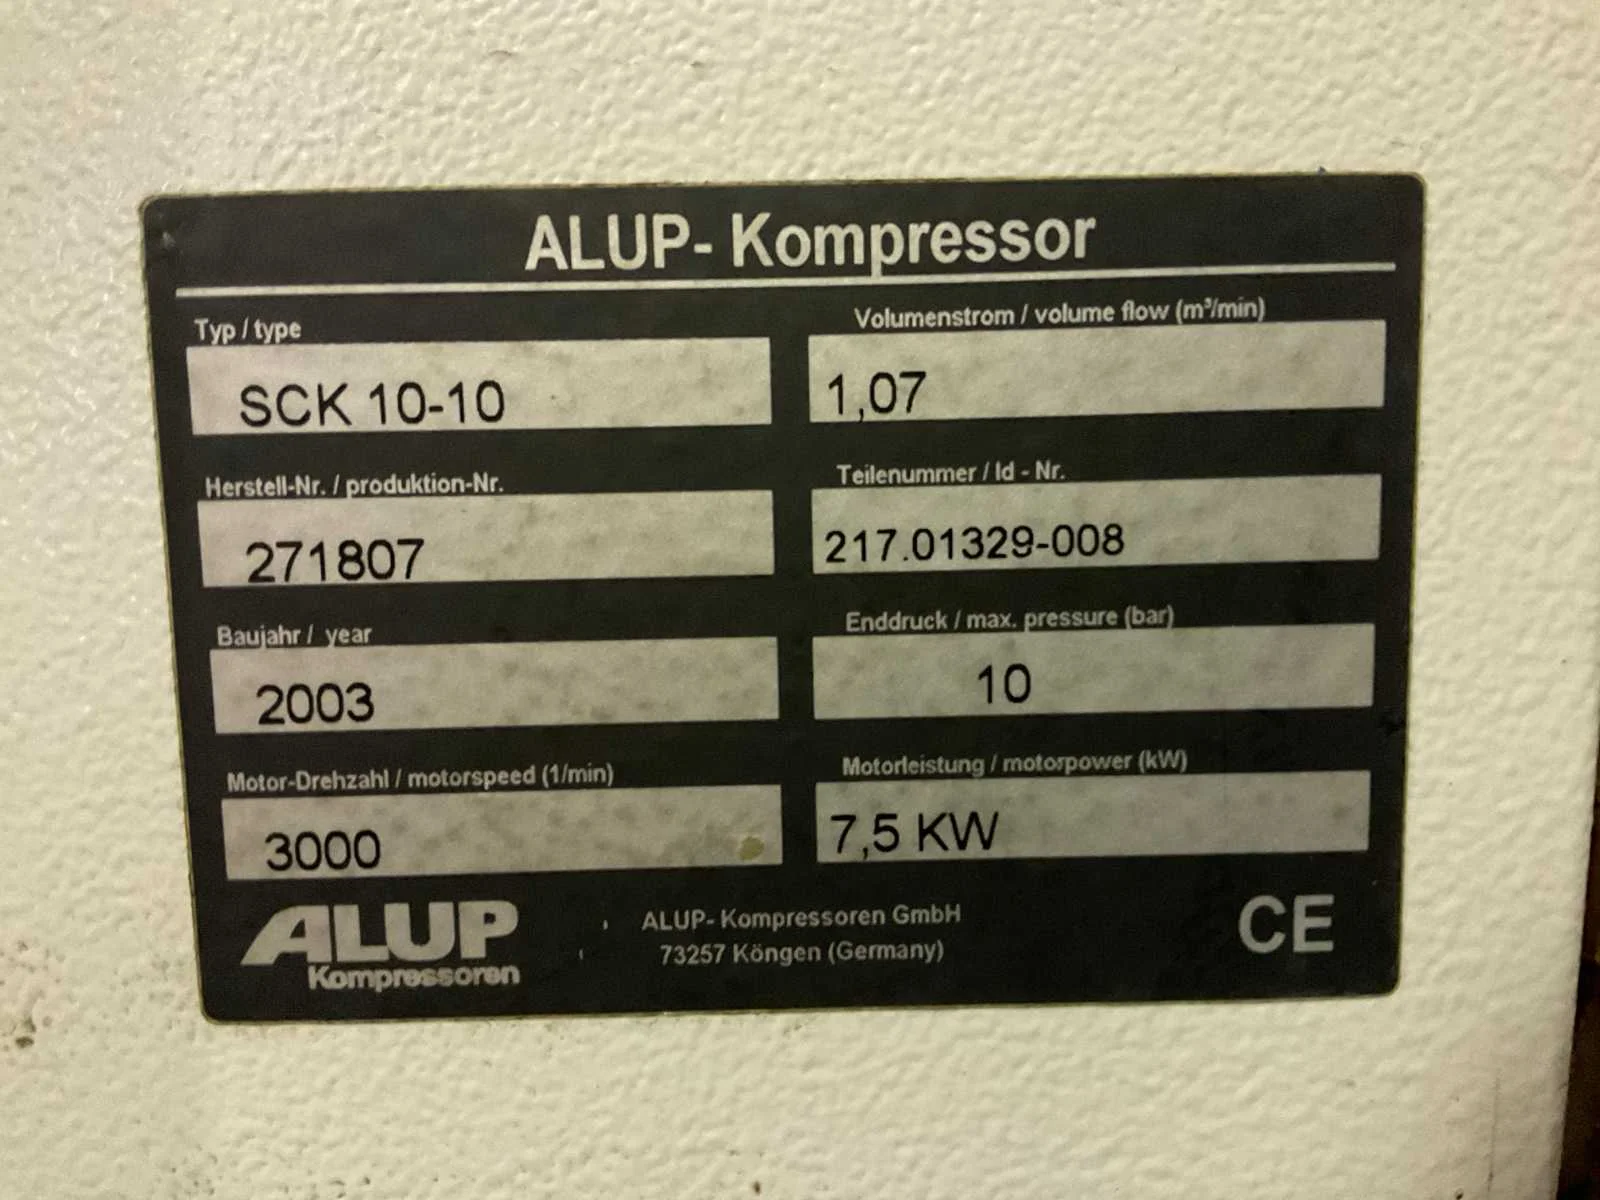 ALUP- Kompressor
Typ / type
SCK 10-10
Volumenstrom / volume flow (m³/min)
1,07
Herstell-Nr. / produktion-Nr.
271807
Teilenummer / Id - Nr.
217.01329-008
Baujahr / year
2003
Enddruck / max. pressure (bar)
10
Motor-Drehzahl / motorspeed (1/min)
3000
Motorleistung / motorpower (kW)
7,5 KW
ALUP
Kompressoren
ALUP- Kompressoren GmbH
73257 Köngen (Germany)
CE